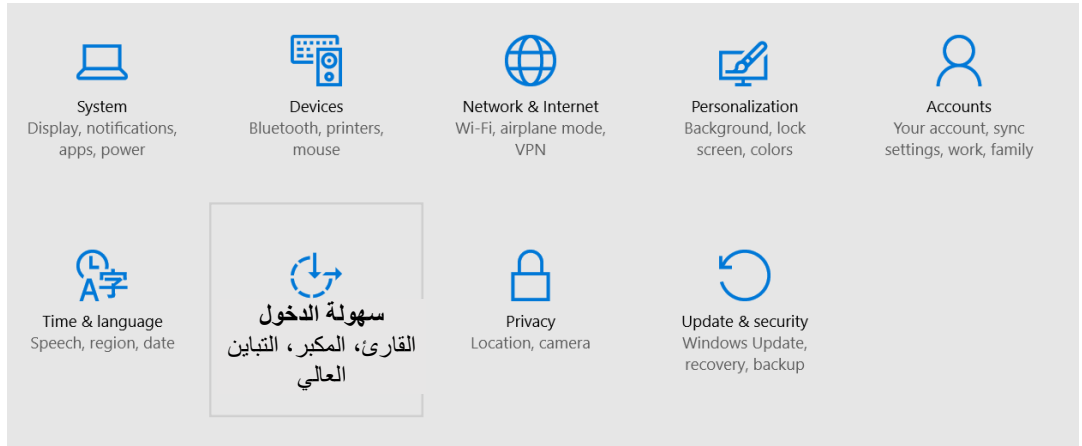 System
Display, notifications,
apps, power
Devices
Bluetooth, printers,
mouse
Network & Internet
Wi-Fi, airplane mode,
VPN
Personalization
Background, lock
screen, colors
Accounts
Your account, sync
settings, work, family
Time & language
Speech, region, date
سهولة الدخول
القارئ، المكبر، التباين
العالي
Privacy
Location, camera
Update & security
Windows Update,
recovery, backup